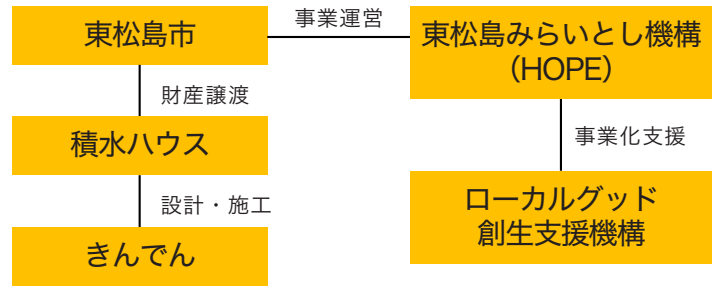 東松島市
事業運営
東松島みらいとし機構
（HOPE）
財産譲渡
積水ハウス
事業化支援
設計・施工
ローカルグッド
創生支援機構
きんでん